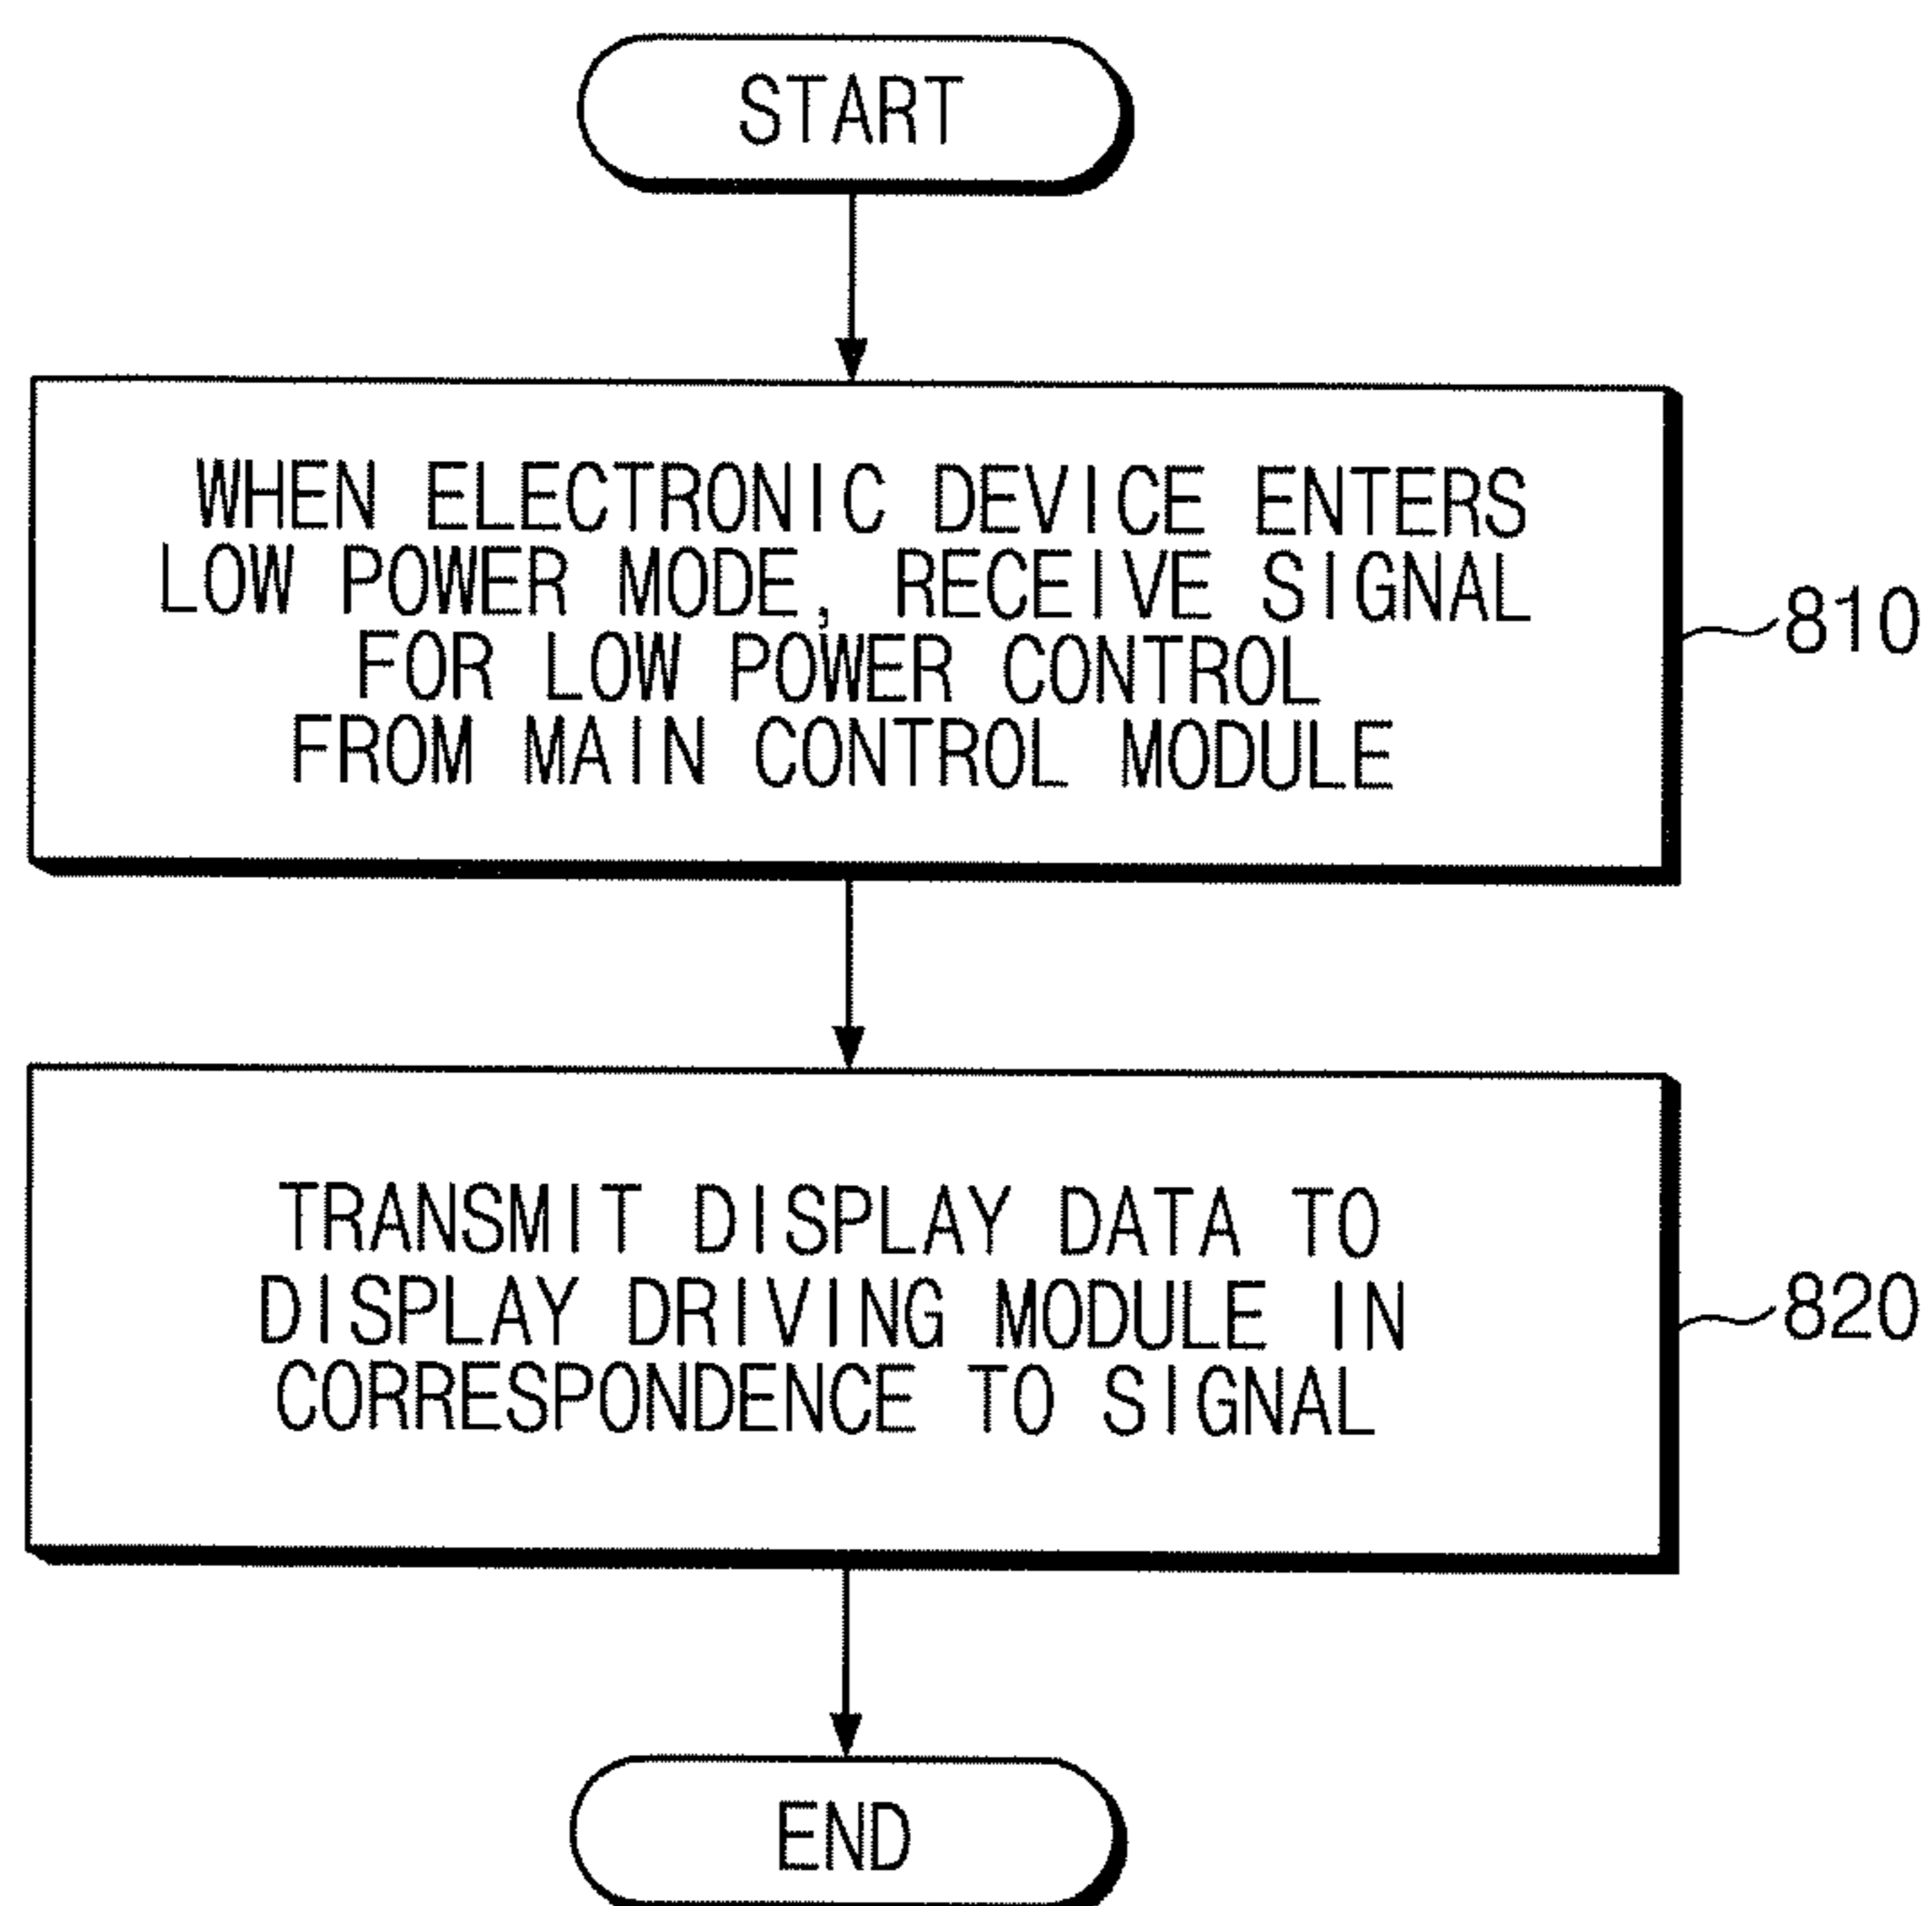 START
WHEN ELECTRONIC DEVICE ENTERS
LOW POWER MODE, RECEIVE SIGNAL
FOR LOW POWER CONTROL
FROM MAIN CONTROL MODULE
810
TRANSMIT DISPLAY DATA TO
DISPLAY DRIVING MODULE IN
CORRESPONDENCE TO SIGNAL
820
END